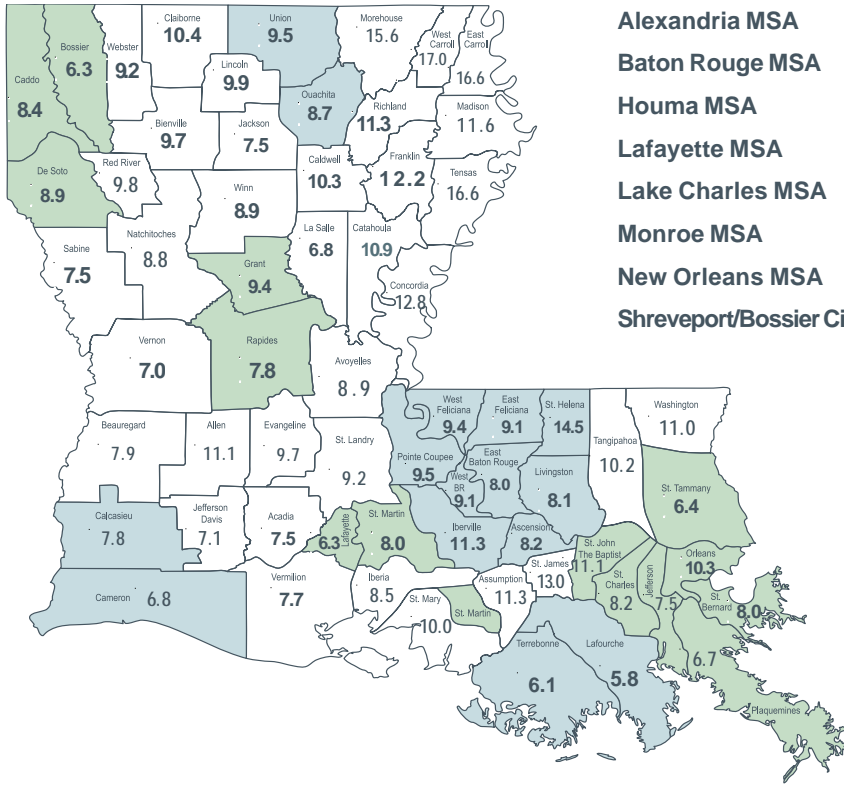 Claiborne
10.4
Union
9.5
Morehouse
15.6
West
Carroll
17.0
East
Carroll
16.6
Bossier
6.3
Webster
9.2
Lincoln
9.9
Caddo
8.4
Ouachita
8.7
Richland
11.3
Madison
11.6
Bienville
9.7
Jackson
7.5
De Soto
8.9
Red River
9.8
Caldwell
10.3
Franklin
12.2
Tensas
16.6
Winn
8.9
Sabine
7.5
Natchitoches
8.8
La Salle
6.8
Catahoula
10.9
Grant
9.4
Concordia
12.8
Vernon
7.0
Rapides
7.8
Avoyelles
8.9
Beauregard
7.9
Allen
11.1
Evangeline
9.7
St. Landry
9.2
West
Feliciana
9.4
East
Feliciana
9.1
St. Helena
14.5
Washington
11.0
Tangipahoa
10.2
Pointe Coupee
9.5
West
BR
9.1
East
Baton Rouge
8.0
Livingston
8.1
St. Tammany
6.4
Calcasieu
7.8
Jefferson
Davis
7.1
Acadia
7.5
Lafayette
6.3
St. Martin
8.0
Iberville
11.3
Ascension
8.2
St. John
The Baptist
11.1
St.
Charles
8.2
Jefferson
7.5
Orleans
10.3
St.
Bernard
8.0
Cameron
6.8
Vermilion
7.7
Iberia
8.5
St. Mary
10.0
St. Martin
Assumption
11.3
St. James
13.0
Terrebonne
6.1
Lafourche
5.8
6.7
Plaquemines
Alexandria MSA
Baton Rouge MSA
Houma MSA
Lafayette MSA
Lake Charles MSA
Monroe MSA
New Orleans MSA
Shreveport/Bossier Ci